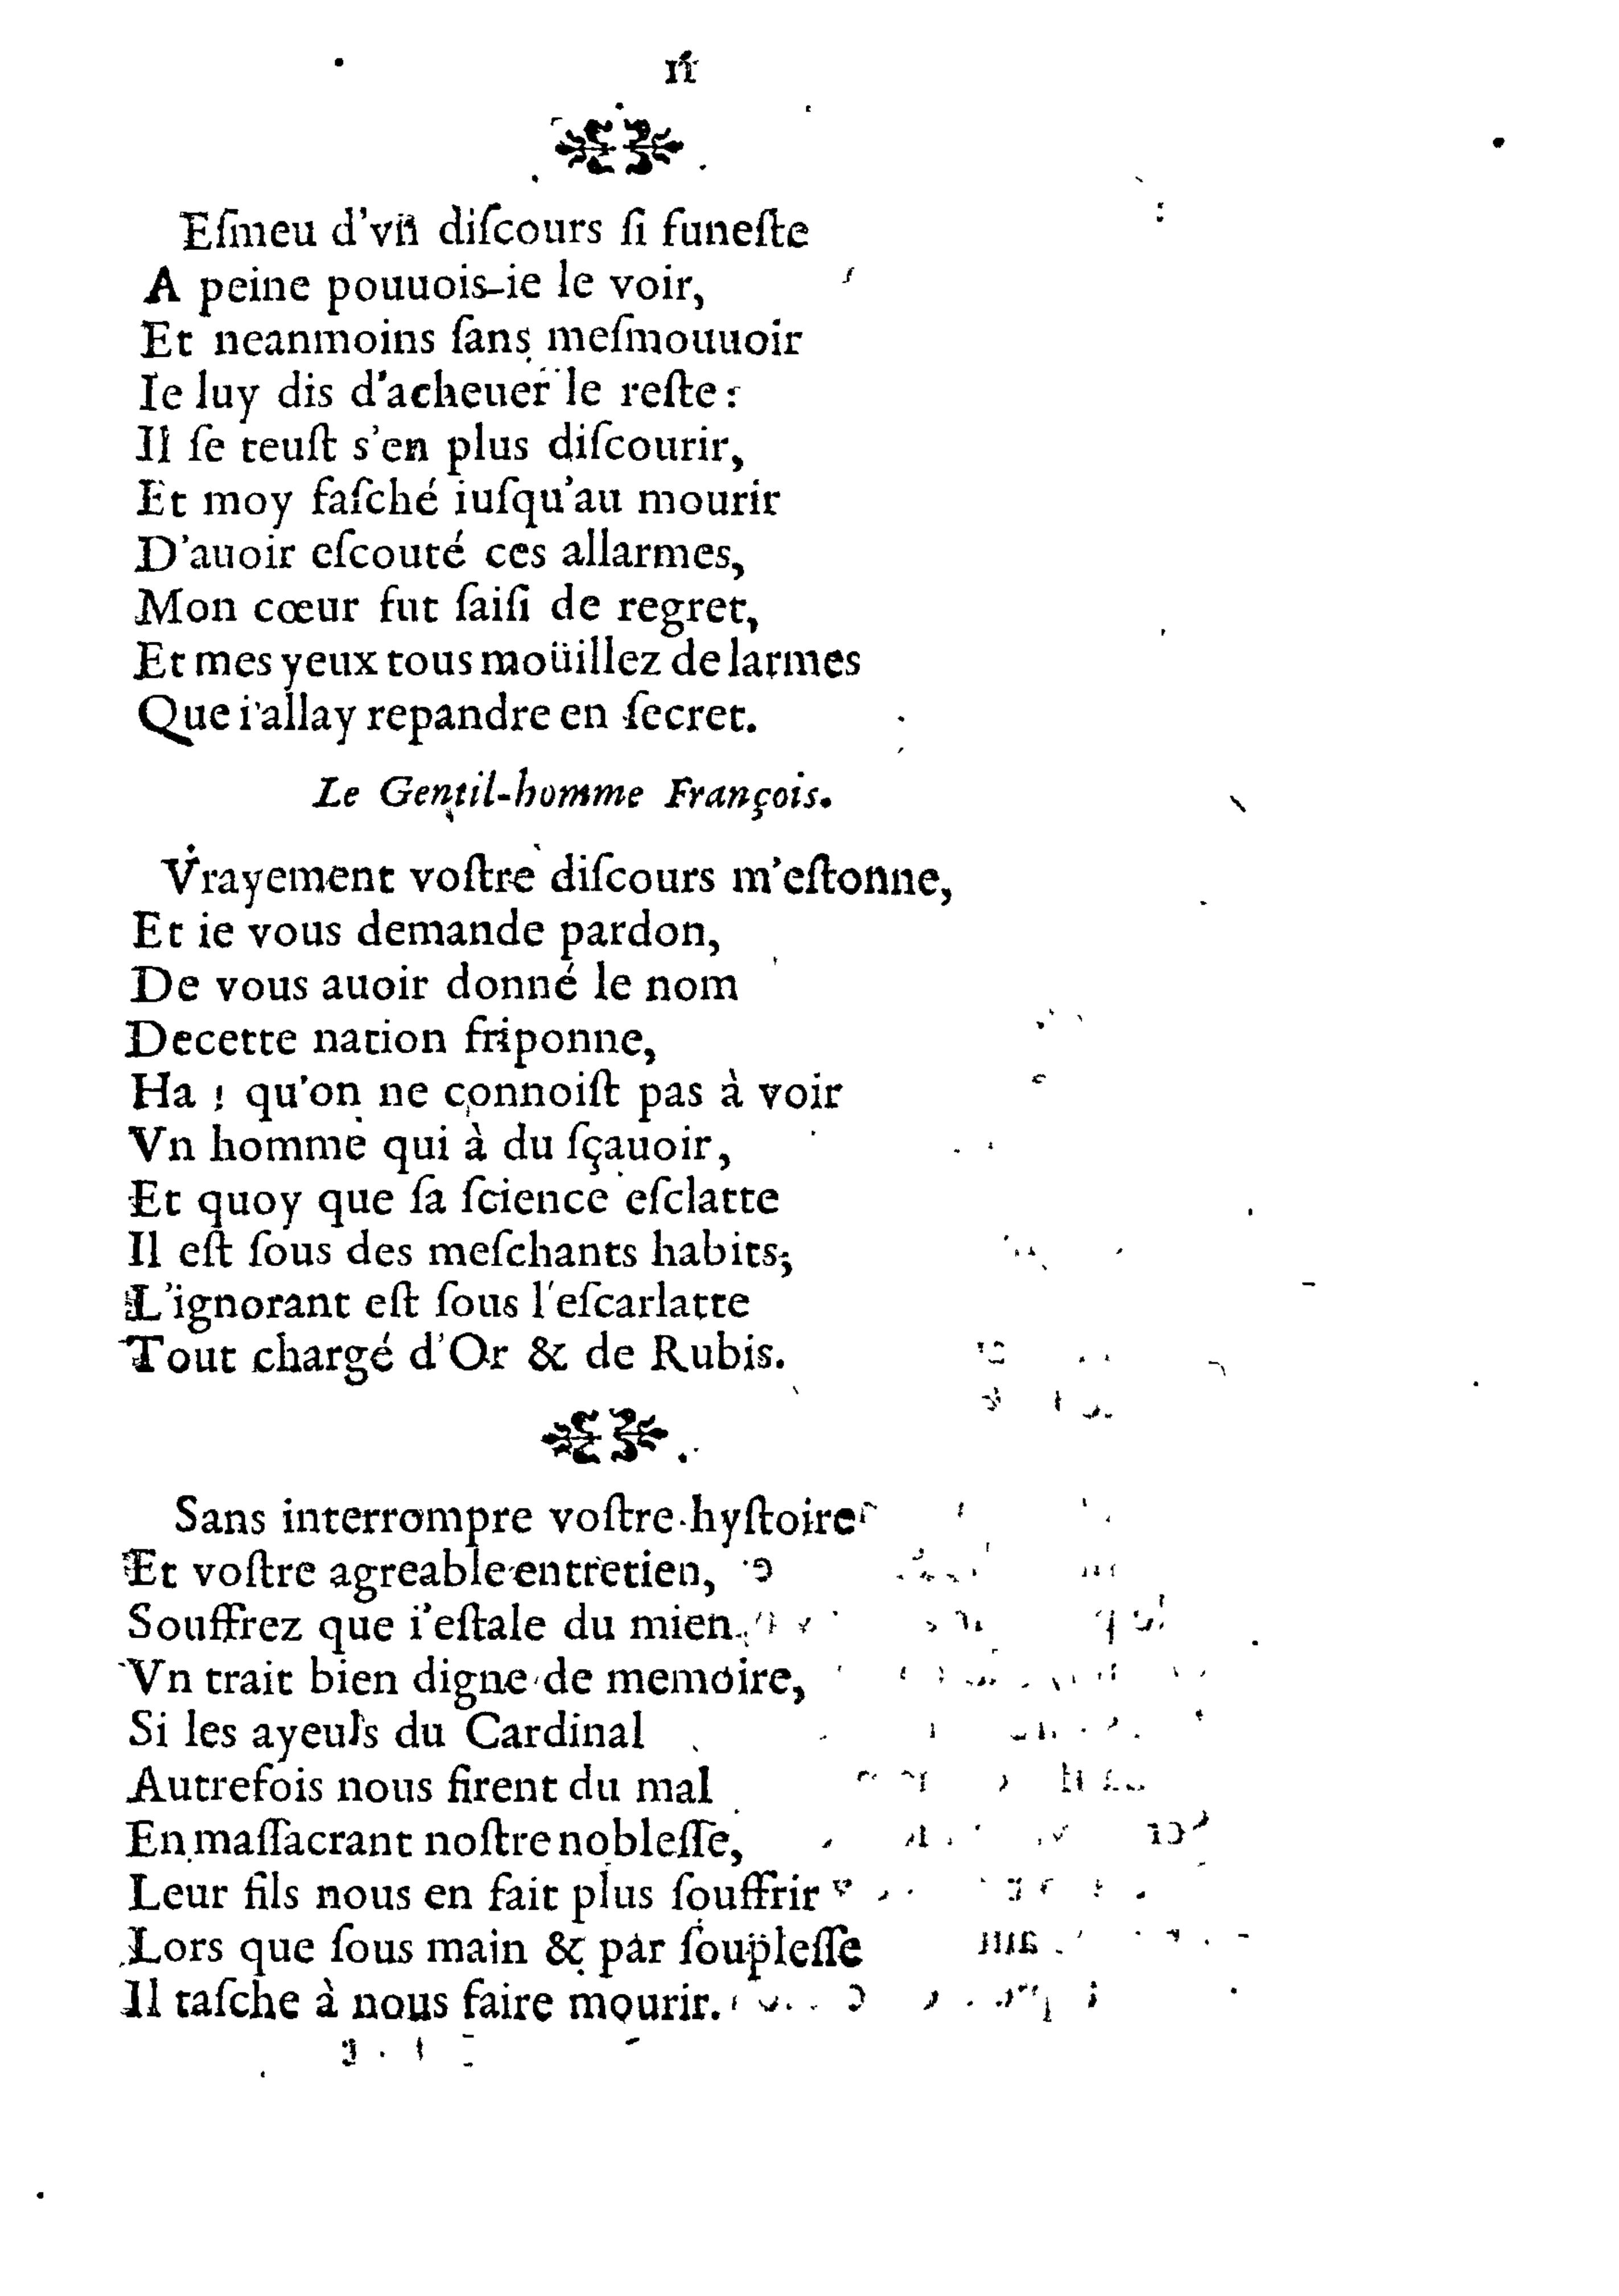 11
Eſmeu d'vn diſcours ſi funeſte
A peine pouuois-ie le voir,
Et neanmoins ſans meſmouuoir
Ie luy dis d'acheuer le reſte:
Il ſe teuſt s'en plus diſcourir,
Et moy faſché iuſqu'au mourir
D'auoir eſcouté ces allarmes,
Mon cœur fut ſaiſi de regret,
Et mes yeux tous moüillez de larmes
Que i'allay repandre en ſecret.
Le Gentil-homme François.
Vrayement voſtre diſcours m'eſtonne,
Et ie vous demande pardon,
De vous auoir donné le nom
Decette nation friponne,
Ha ! qu'on ne connoiſt pas à voir
Vn homme qui à du ſçauoir,
Et quoy que ſa ſcience eſclatte
Il eſt ſous des meſchants habits;
L'ignorant eſt ſous l'eſcarlatte
Tout chargé d'Or & de Rubis.
Sans interrompre voſtre hyſtoire
Et voſtre agreable entretien,
Souffrez que i'eſtale du mien
Vn trait bien digne de memoire,
Si les ayeuls du Cardinal
Autrefois nous firent du mal
En maſſacrant noſtre nobleſſe,
Leur fils nous en fait plus ſouffrir
Lors que ſous main & par ſoupleſſe
Il taſche à nous faire mourir.